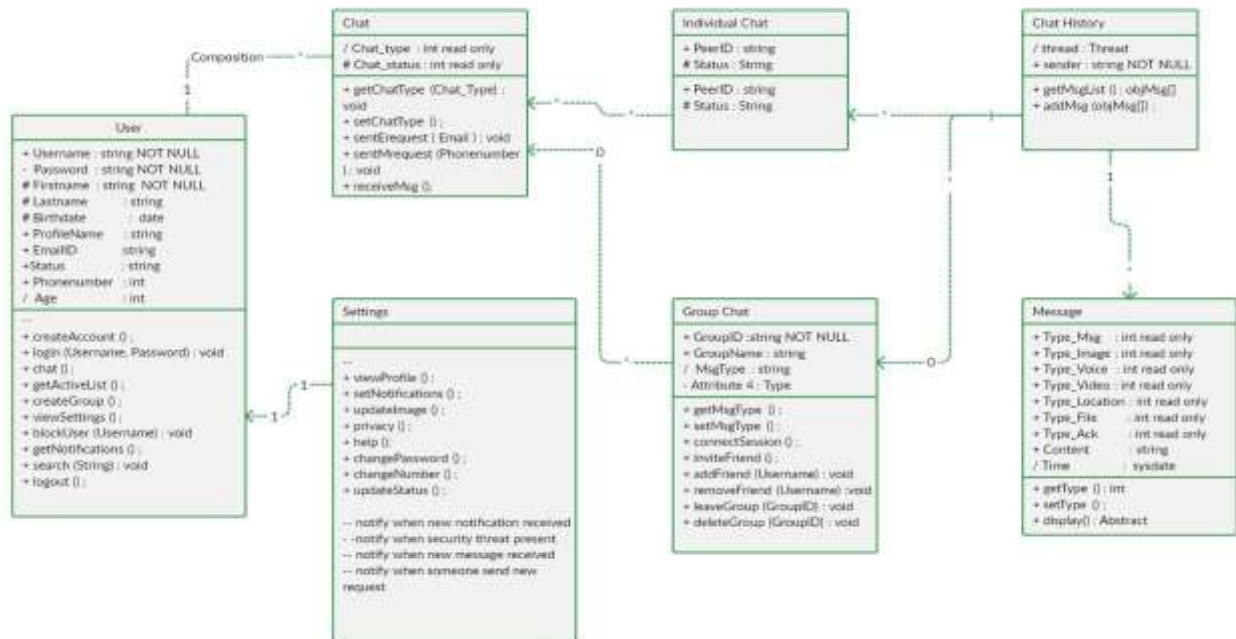 Chat
/ Chat_type : int read only
# Chat_status : int read only
+ getChatType (Chat_Type) :
void
+ setChatType () ;
+ sentErequest ( Email ) : void
+ sentMrequest (Phonenumber
) : void
+ receiveMsg ();
Individual Chat
+ PeerID : string
# Status : String
+ PeerID : string
# Status : String
Chat History
/ thread : Thread
+ sender : string NOT NULL
+ getMsgList () : objMsg[]
+ addMsg (objMsg[]) ;
Composition
*
1
*
*
*
1
0
*
1
User
+ Username : string NOT NULL
- Password : string NOT NULL
# Firstname : string NOT NULL
# Lastname : string
# Birthdate : date
+ ProfileName : string
+ EmailID string
+Status : string
+ Phonenumber : int
/ Age : int
--
+ createAccount () ;
+ login (Username, Password) : void
+ chat () ;
+ getActiveList () ;
+ createGroup () ;
+ viewSettings () ;
+ blockUser (Username) : void
+ getNotifications () ;
+ search (String) : void
+ logout () ;
1
1
Settings
--
+ viewProfile () ;
+ setNotifications () ;
+ updateImage () ;
+ privacy () ;
+ help ();
+ changePassword () ;
+ changeNumber () ;
+ updateStatus () ;
-- notify when new notification received
- -notify when security threat present
-- notify when new message received
-- notify when someone send new
request
*
Group Chat
+ GroupID :string NOT NULL
+ GroupName : string
/ MsgType : string
- Attribute 4 : Type
+ getMsgType () ;
+ setMsgType () ;
+ connectSession () ;
+ inviteFriend () ;
+ addFriend (Username) : void
+ removeFriend (Username) :void
+ leaveGroup (GroupID) : void
+ deleteGroup (GroupID) : void
0
*
Message
+ Type_Msg : int read only
+ Type_Image : int read only
+ Type_Voice : int read only
+ Type_Video : int read only
+ Type_Location : int read only
+ Type_File : int read only
+ Type_Ack : int read only
+ Content : string
/ Time : sysdate
+ getType () : int
+ setType () ;
+ display() : Abstract